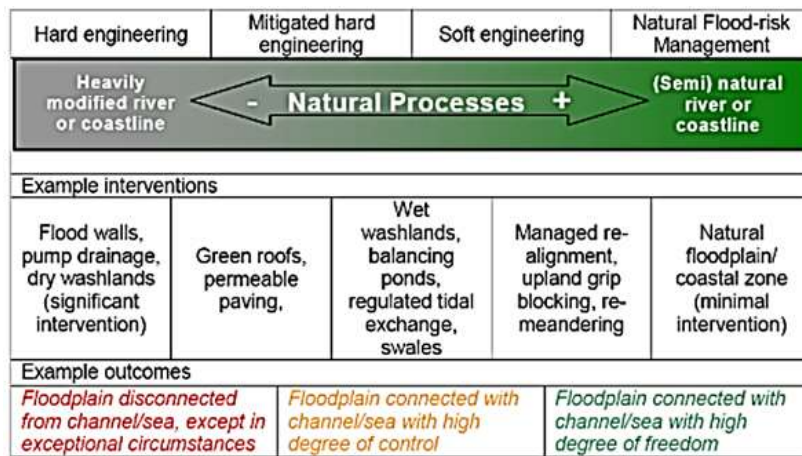 Hard engineering
Mitigated hard
engineering
Soft engineering
Natural Flood-risk
Management
Heavily
modified river
or coastline
- Natural Processes +
(Semi) natural
river or
coastline
Example interventions
Flood walls,
pump drainage,
dry washlands
(significant
intervention)
Green roofs,
permeable
paving,
Wet
washlands,
balancing
ponds,
regulated tidal
exchange,
swales
Managed re-
alignment,
upland grip
blocking, re-
meandering
Natural
floodplain/
coastal zone
(minimal
intervention)
Example outcomes
Floodplain disconnected
from channel/sea, except in
exceptional circumstances
Floodplain connected with
channel/sea with high
degree of control
Floodplain connected with
channel/sea with high
degree of freedom